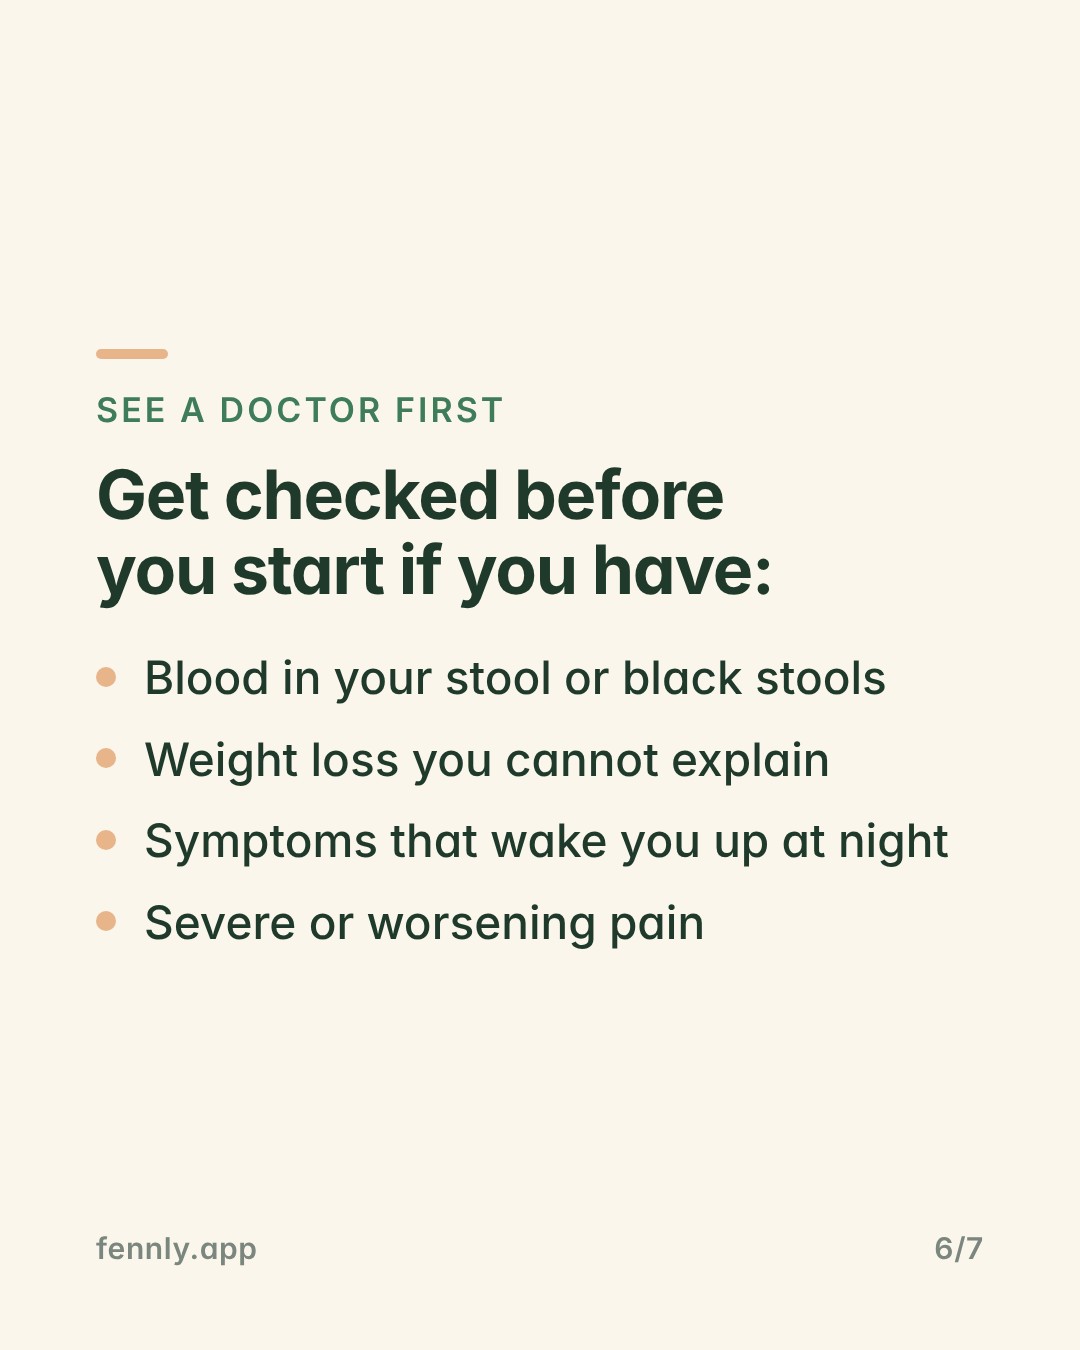 SEE A DOCTOR FIRST
Get checked before
you start if you have:
Blood in your stool or black stools
Weight loss you cannot explain
Symptoms that wake you up at night
Severe or worsening pain
fennly.app
6/7